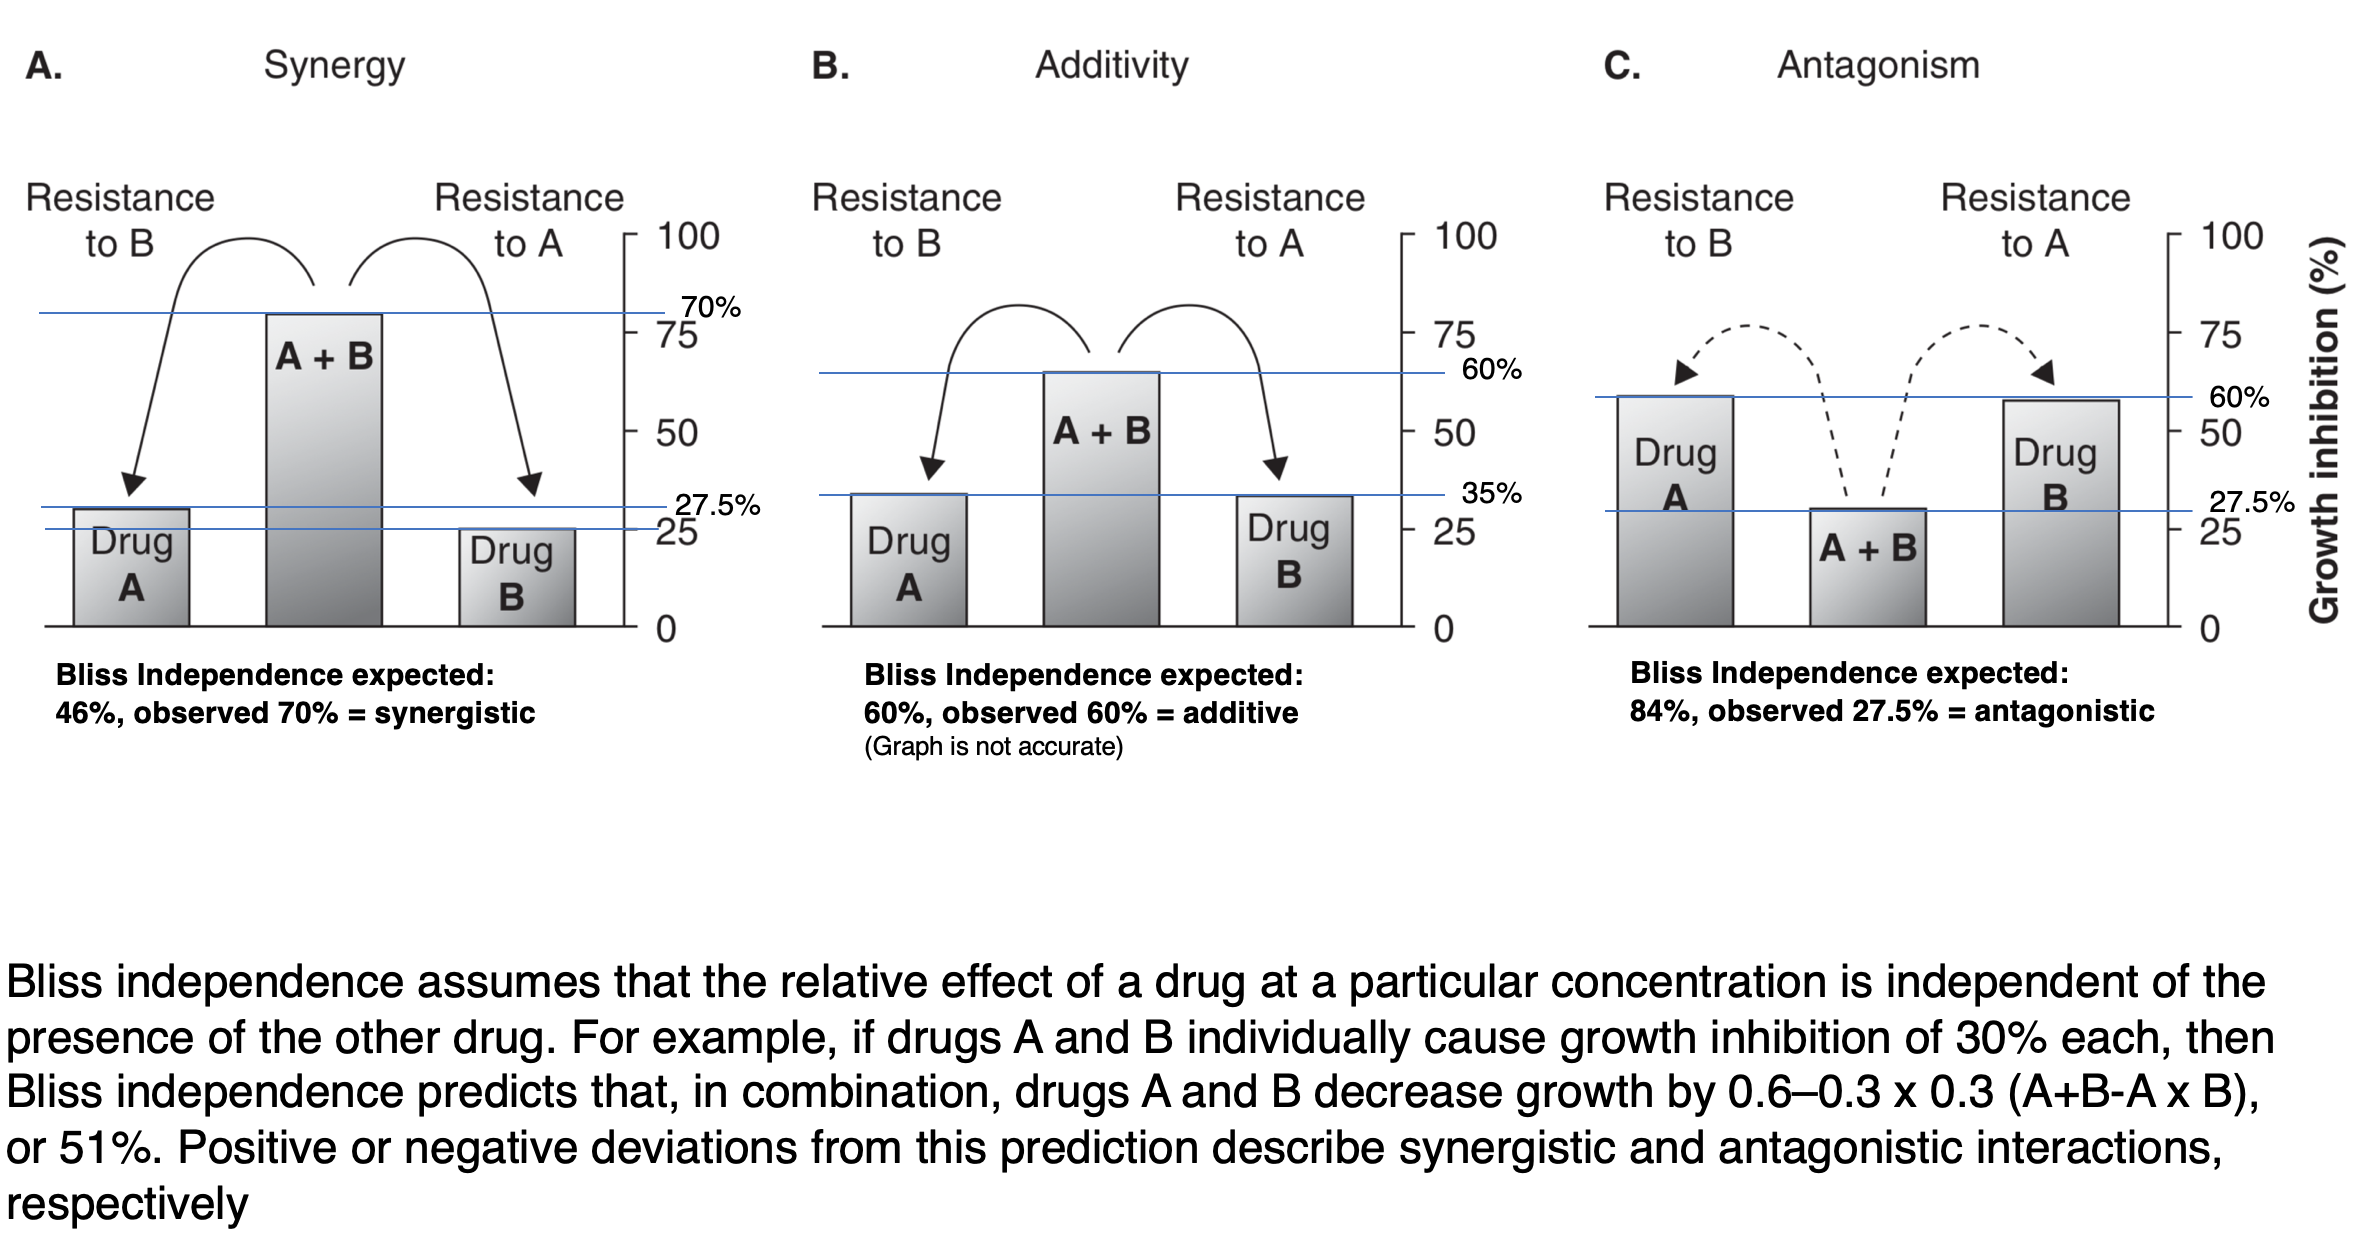 A.
Synergy
Resistance
to B
Resistance
to A
100
70%
75
A + B
50
27.5%
25
Drug
A
Drug
B
0
Bliss Independence expected:
46%, observed 70% = synergistic
B.
Additivity
Resistance
to B
Resistance
to A
100
75
60%
A + B
50
35%
25
Drug
A
Drug
B
0
Bliss Independence expected:
60%, observed 60% = additive
(Graph is not accurate)
C.
Antagonism
Resistance
to B
Resistance
to A
100
75
60%
50
Drug
A
Drug
B
27.5%
25
A + B
0
Growth inhibition (%)
Bliss Independence expected:
84%, observed 27.5% = antagonistic
Bliss independence assumes that the relative effect of a drug at a particular concentration is independent of the
presence of the other drug. For example, if drugs A and B individually cause growth inhibition of 30% each, then
Bliss independence predicts that, in combination, drugs A and B decrease growth by 0.6–0.3 x 0.3 (A+B-A x B),
or 51%. Positive or negative deviations from this prediction describe synergistic and antagonistic interactions,
respectively